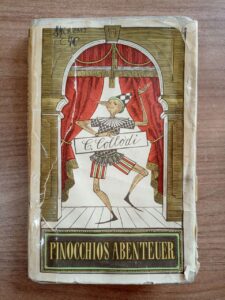 C. Collodi
PINOCCHIOS ABENTEUER